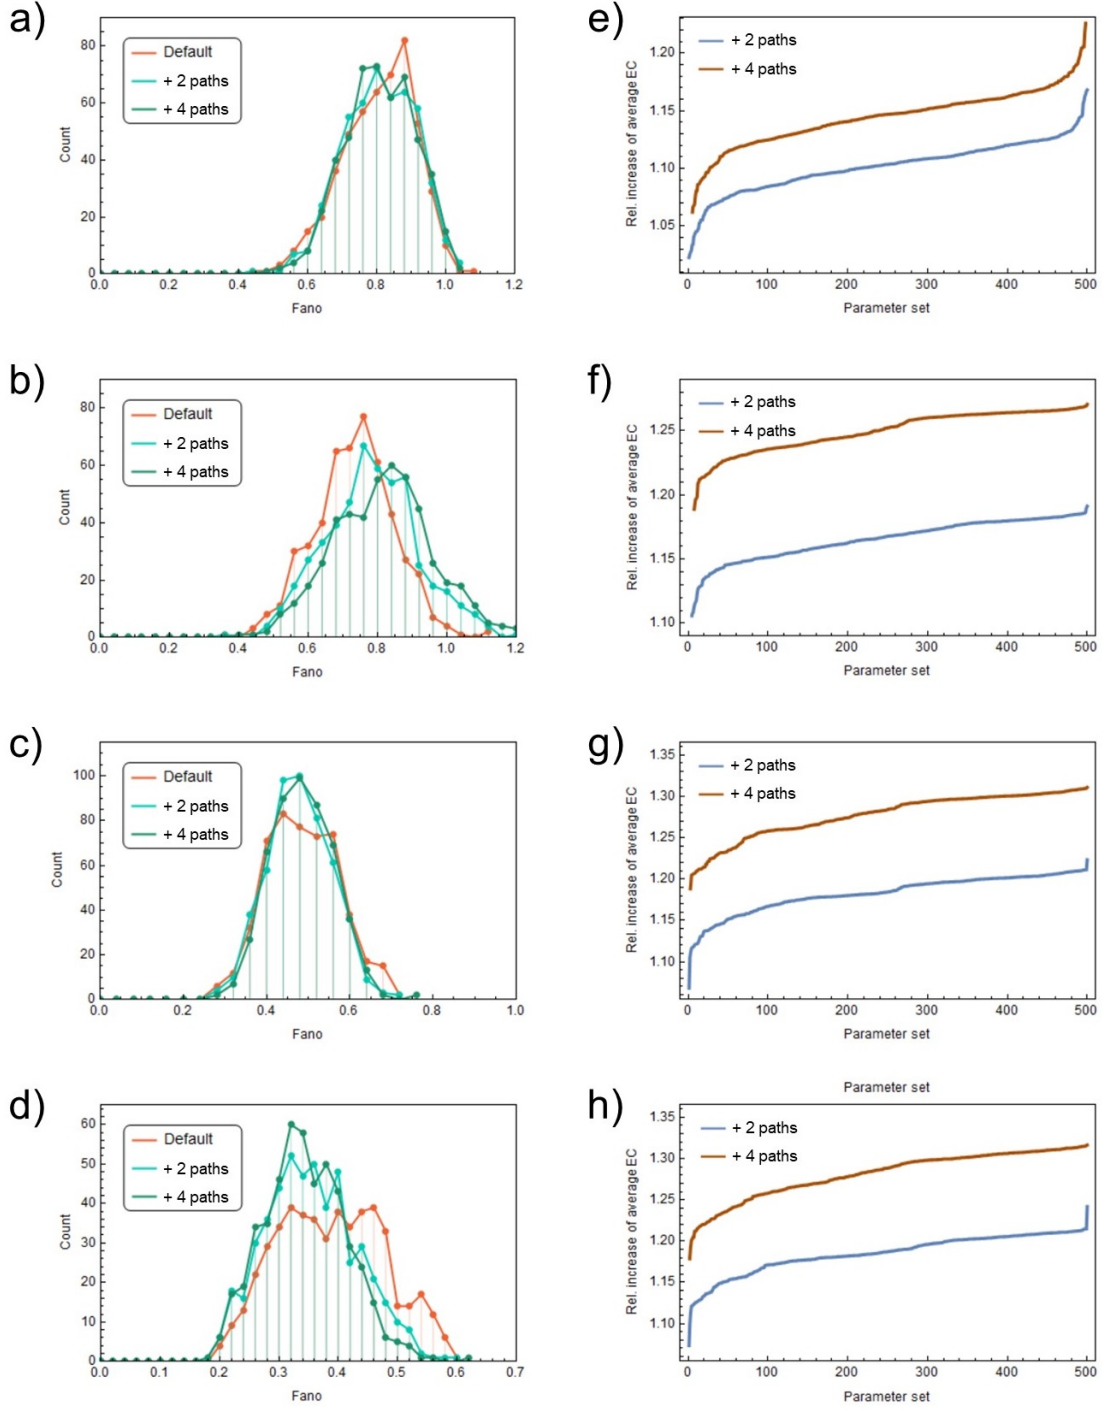 a)
80
60
40
20
0
Count
Default
+ 2 paths
+ 4 paths
0.0 0.2 0.4 0.6 0.8 1.0 1.2
Fano
e)
1.20
1.15
1.10
1.05
Rel. increase of average EC
+ 2 paths
+ 4 paths
0 100 200 300 400 500
Parameter set
b)
80
60
40
20
0
Count
Default
+ 2 paths
+ 4 paths
0.0 0.2 0.4 0.6 0.8 1.0 1.2
Fano
f)
1.25
1.20
1.15
1.10
Rel. increase of average EC
+ 2 paths
+ 4 paths
0 100 200 300 400 500
Parameter set
c)
100
80
60
40
20
0
Count
Default
+ 2 paths
+ 4 paths
0.0 0.2 0.4 0.6 0.8 1.0
Fano
g)
1.35
1.30
1.25
1.20
1.15
1.10
Rel. increase of average EC
+ 2 paths
+ 4 paths
0 100 200 300 400 500
Parameter set
d)
60
50
40
30
20
10
0
Count
Default
+ 2 paths
+ 4 paths
0.0 0.1 0.2 0.3 0.4 0.5 0.6 0.7
Fano
Parameter set
h)
1.35
1.30
1.25
1.20
1.15
1.10
Rel. increase of average EC
+ 2 paths
+ 4 paths
0 100 200 300 400 500
Parameter set